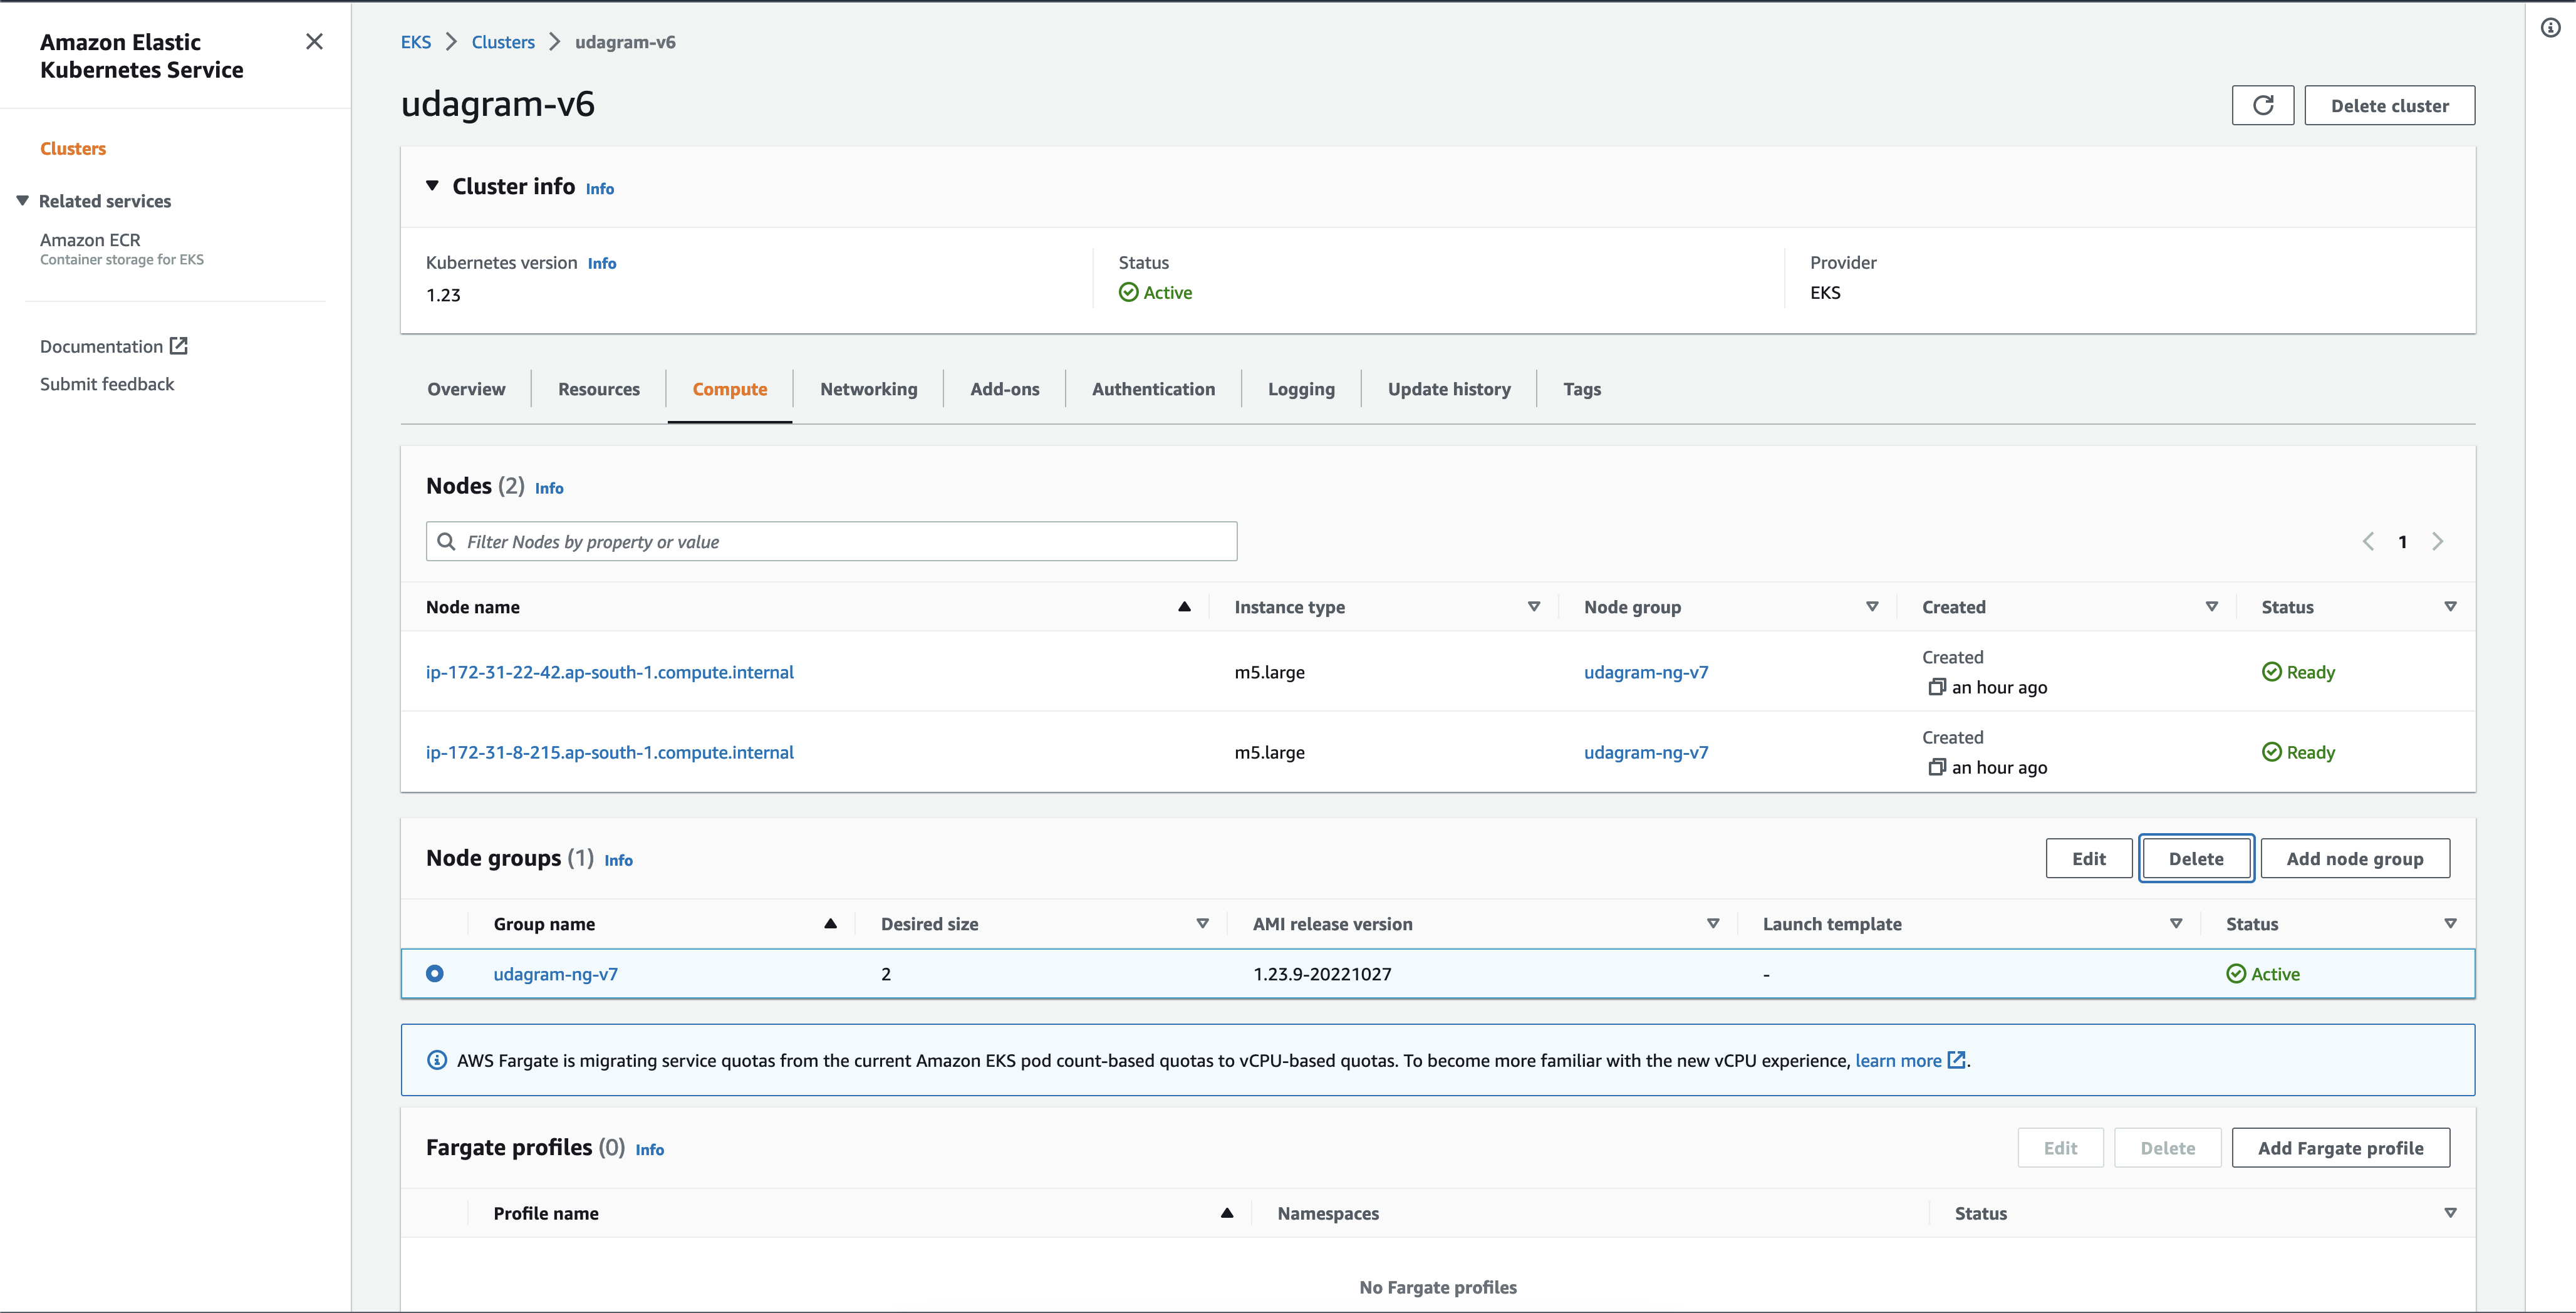 Amazon Elastic
Kubernetes Service
Clusters
Related services
Amazon ECR
Container storage for EKS
Documentation
Submit feedback
EKS Clusters udagram-v6
udagram-v6
Delete cluster
Cluster info Info
Kubernetes version Info
1.23
Status
Active
Provider
EKS
Overview Resources Compute Networking Add-ons Authentication Logging Update history Tags
Nodes (2) Info
Filter Nodes by property or value
1
Node name Instance type Node group Created Status
ip-172-31-22-42.ap-south-1.compute.internal m5.large udagram-ng-v7 Created
an hour ago Ready
ip-172-31-8-215.ap-south-1.compute.internal m5.large udagram-ng-v7 Created
an hour ago Ready
Node groups (1) Info
Edit Delete Add node group
Group name Desired size AMI release version Launch template Status
udagram-ng-v7 2 1.23.9-20221027 - Active
AWS Fargate is migrating service quotas from the current Amazon EKS pod count-based quotas to vCPU-based quotas. To become more familiar with the new vCPU experience, learn more .
Fargate profiles (0) Info
Edit Delete Add Fargate profile
Profile name Namespaces Status
No Fargate profiles